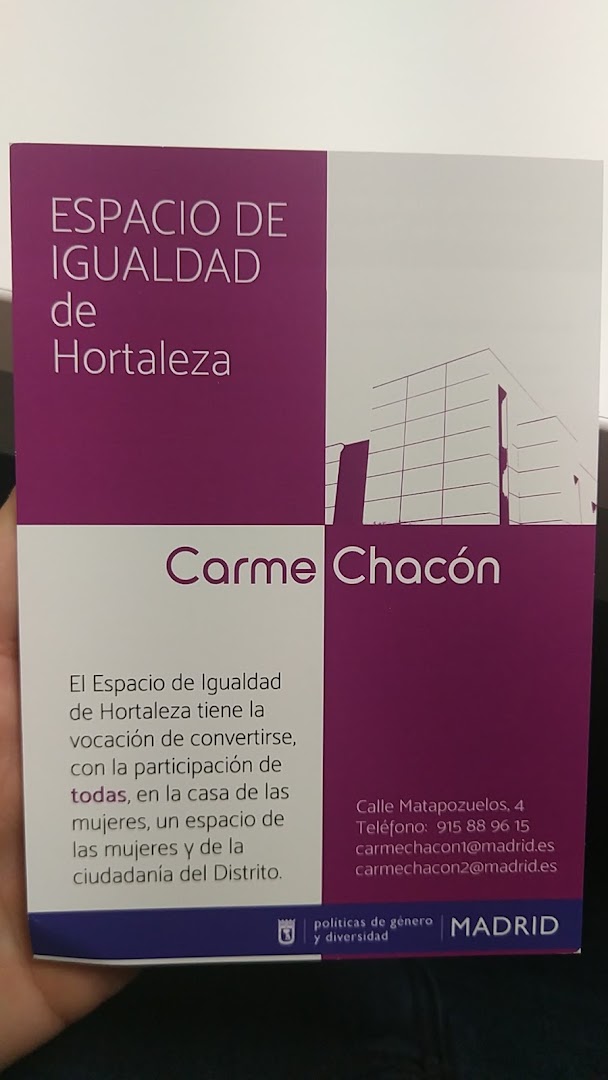 ESPACIO DE
IGUALDAD
de
Hortaleza
Carme Chacón
El Espacio de Igualdad
de Hortaleza tiene la
vocación de convertirse,
con la participación de
todas, en la casa de las
mujeres, un espacio de
las mujeres y de la
ciudadanía del Distrito.
Calle Matapozuelos, 4
Teléfono: 915 88 96 15
carmechacon1@madrid.es
carmechacon2@madrid.es
políticas de género
y diversidad
MADRID